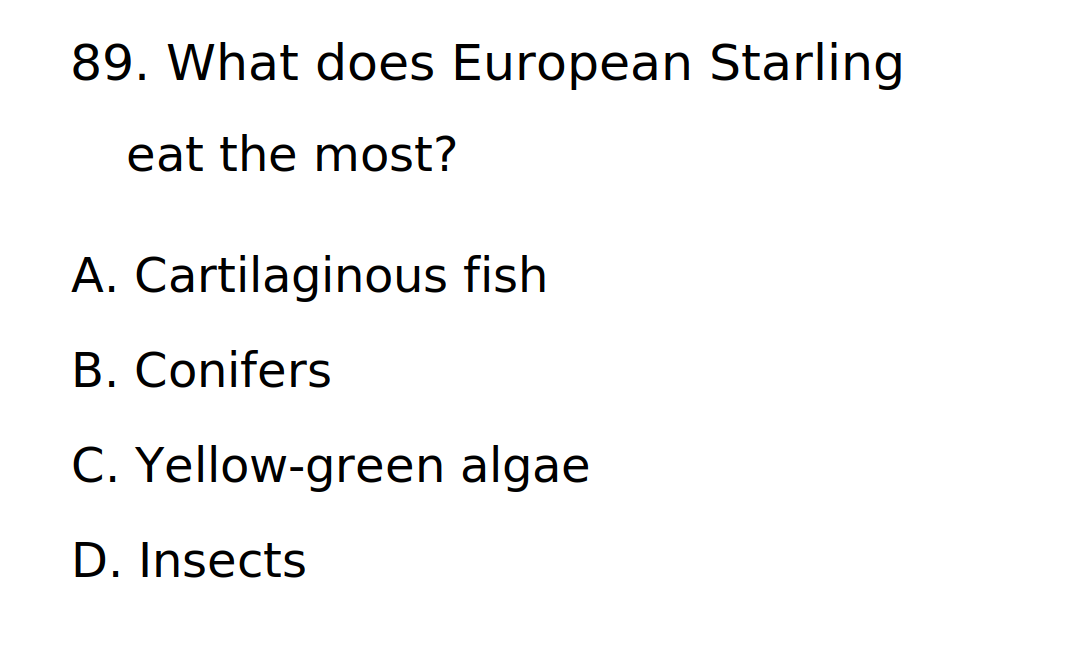 89. What does European Starling
eat the most?
A. Cartilaginous fish
B. Conifers
C. Yellow-green algae
D. Insects